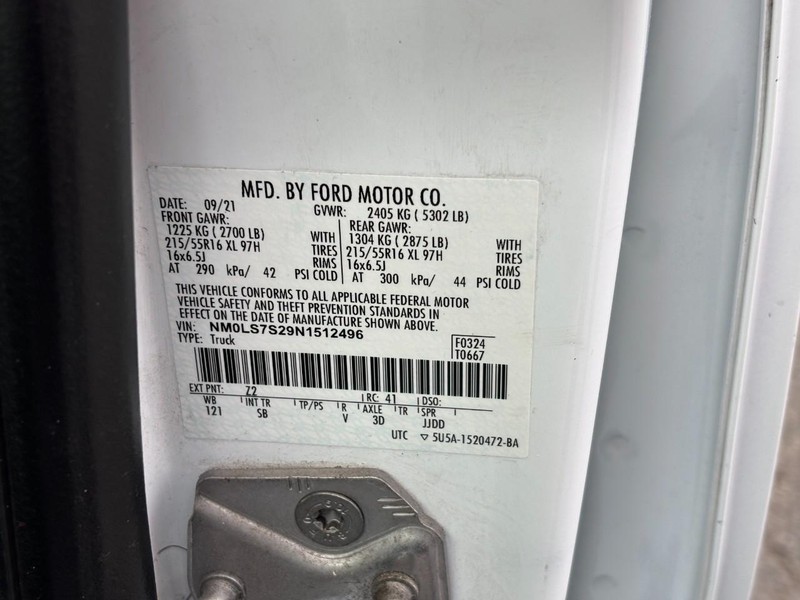 MFD. BY FORD MOTOR CO.
DATE: 09/21 GVWR: 2405 KG ( 5302 LB)
FRONT GAWR: REAR GAWR:
1225 KG ( 2700 LB) WITH 1304 KG ( 2875 LB) WITH
215/55R16 XL 97H TIRES 215/55R16 XL 97H TIRES
16x6.5J RIMS 16x6.5J RIMS
AT 290 kPa/ 42 PSI COLD AT 300 kPa/ 44 PSI COLD
THIS VEHICLE CONFORMS TO ALL APPLICABLE FEDERAL MOTOR
VEHICLE SAFETY AND THEFT PREVENTION STANDARDS IN
EFFECT ON THE DATE OF MANUFACTURE SHOWN ABOVE.
VIN: NM0LS7S29N1512496 F0324
TYPE: Truck T0667
EXT PNT: Z2 RC: 41 DSO:
WB INT TR TP/PS R AXLE TR SPR
121 SB V 3D JJDD
UTC ▽ 5U5A-1520472-BA